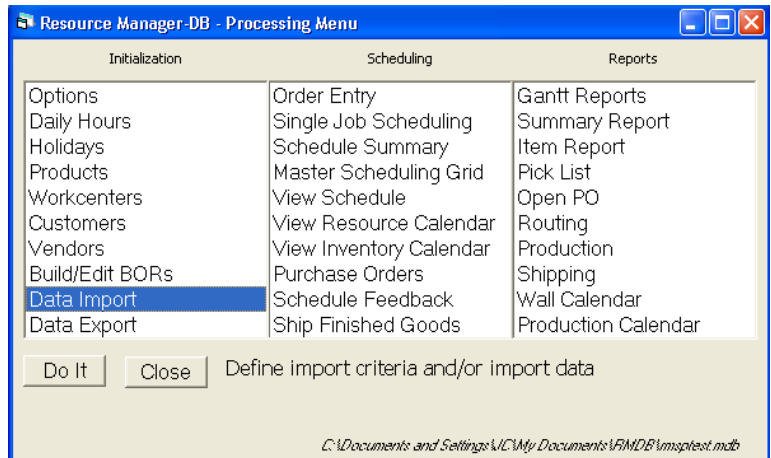 Resource Manager-DB - Processing Menu
Initialization
Options
Daily Hours
Holidays
Products
Workcenters
Customers
Vendors
Build/Edit BORs
Data Import
Data Export
Scheduling
Order Entry
Single Job Scheduling
Schedule Summary
Master Scheduling Grid
View Schedule
View Resource Calendar
View Inventory Calendar
Purchase Orders
Schedule Feedback
Ship Finished Goods
Reports
Gantt Reports
Summary Report
Item Report
Pick List
Open PO
Routing
Production
Shipping
Wall Calendar
Production Calendar
Do It
Close
Define import criteria and/or import data
C:\Documents and Settings\JC\My Documents\RMDB\msptest.mdb